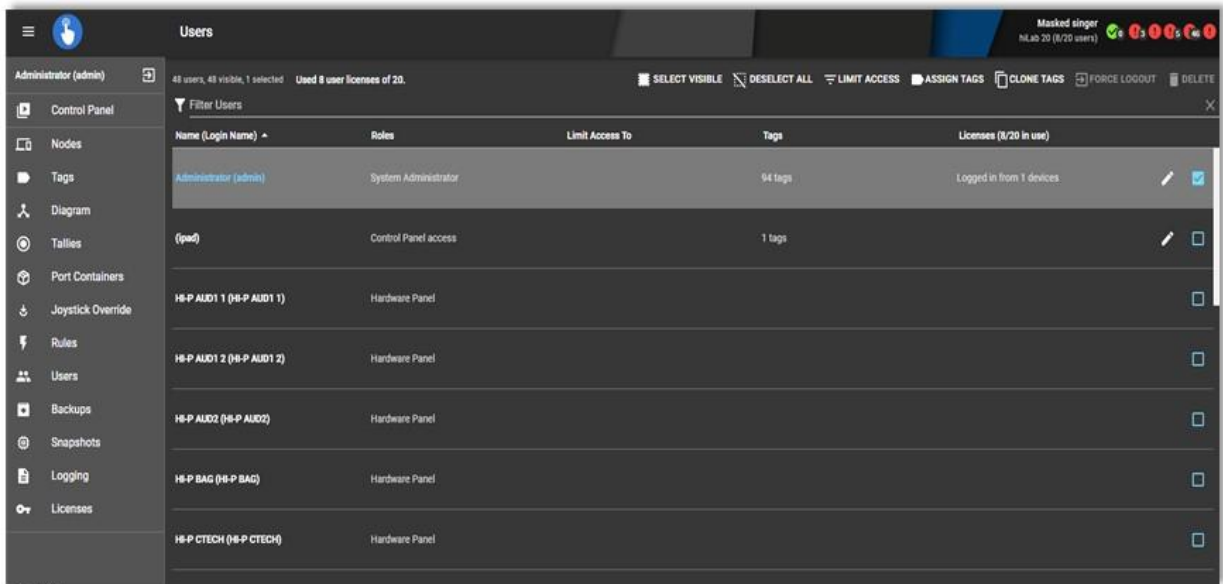 Users
Masked singer
hiLab 20 (8/20 users)
Administrator (admin)
48 users, 48 visible, 1 selected Used 8 user licenses of 20.
SELECT VISIBLE DESELECT ALL LIMIT ACCESS ASSIGN TAGS CLONE TAGS FORCE LOGOUT DELETE
Filter Users
Control Panel
Nodes
Tags
Diagram
Tallies
Port Containers
Joystick Override
Rules
Users
Backups
Snapshots
Logging
Licenses
Name (Login Name) Roles Limit Access To Tags Licenses (8/20 in use)
Administrator (admin) System Administrator 94 tags Logged in from 1 devices
(ipad) Control Panel access 1 tags
HI-P AUD1 1 (HI-P AUD1 1) Hardware Panel
HI-P AUD1 2 (HI-P AUD1 2) Hardware Panel
HI-P AUD2 (HI-P AUD2) Hardware Panel
HI-P BAG (HI-P BAG) Hardware Panel
HI-P CTECH (HI-P CTECH) Hardware Panel